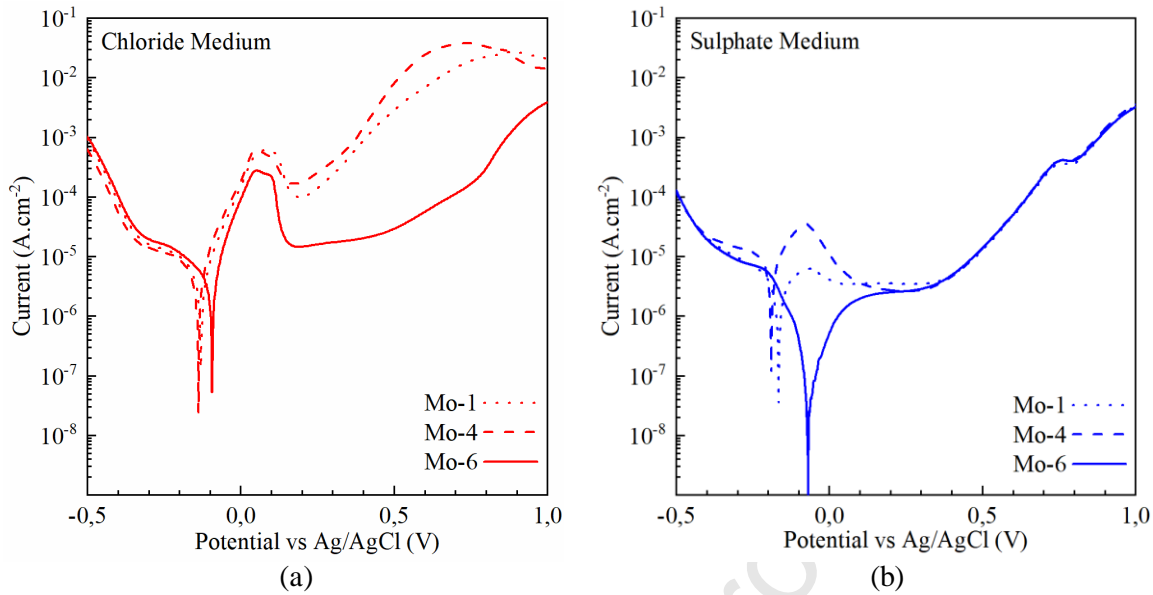 Chloride Medium
10^-1
10^-2
10^-3
10^-4
10^-5
10^-6
10^-7
10^-8
Current (A.cm^-2)
Mo-1
Mo-4
Mo-6
-0,5
0,0
0,5
1,0
Potential vs Ag/AgCl (V)
(a)
Sulphate Medium
10^-1
10^-2
10^-3
10^-4
10^-5
10^-6
10^-7
10^-8
Current (A.cm^-2)
Mo-1
Mo-4
Mo-6
-0,5
0,0
0,5
1,0
Potential vs Ag/AgCl (V)
(b)